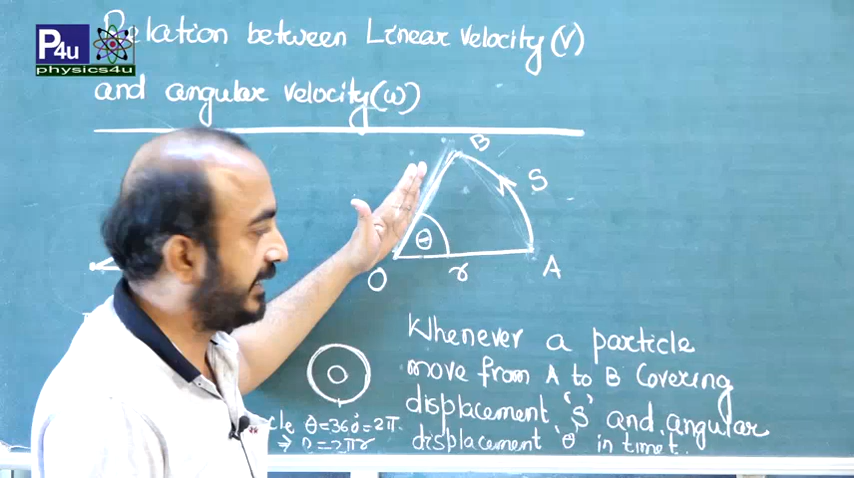 P4u
physics4u
Relation between Linear velocity (V)
and angular velocity (ω)
B
S
θ
O
r
A
Whenever a particle
move from A to B Covering
displacement 'S' and angular
displacement 'θ' in time t.
θ=360°=2π